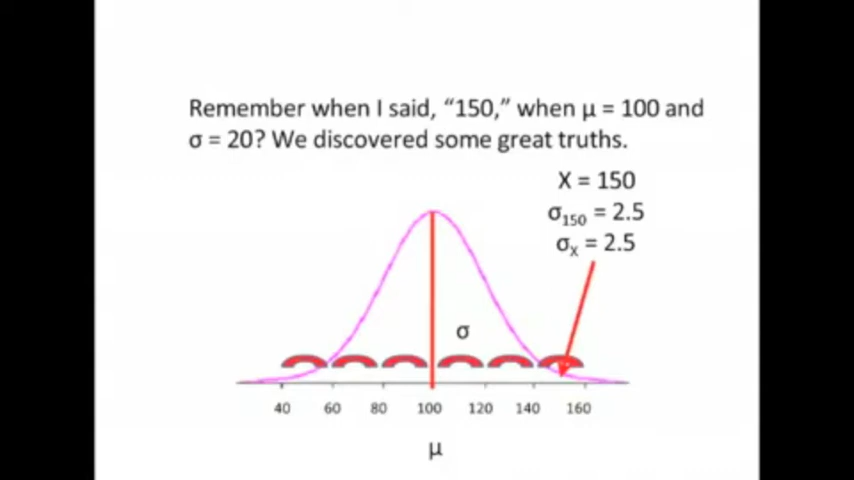 Remember when I said, “150,” when μ = 100 and
σ = 20? We discovered some great truths.
X = 150
σ₁₅₀ = 2.5
σₓ = 2.5
σ
40 60 80 100 120 140 160
μ